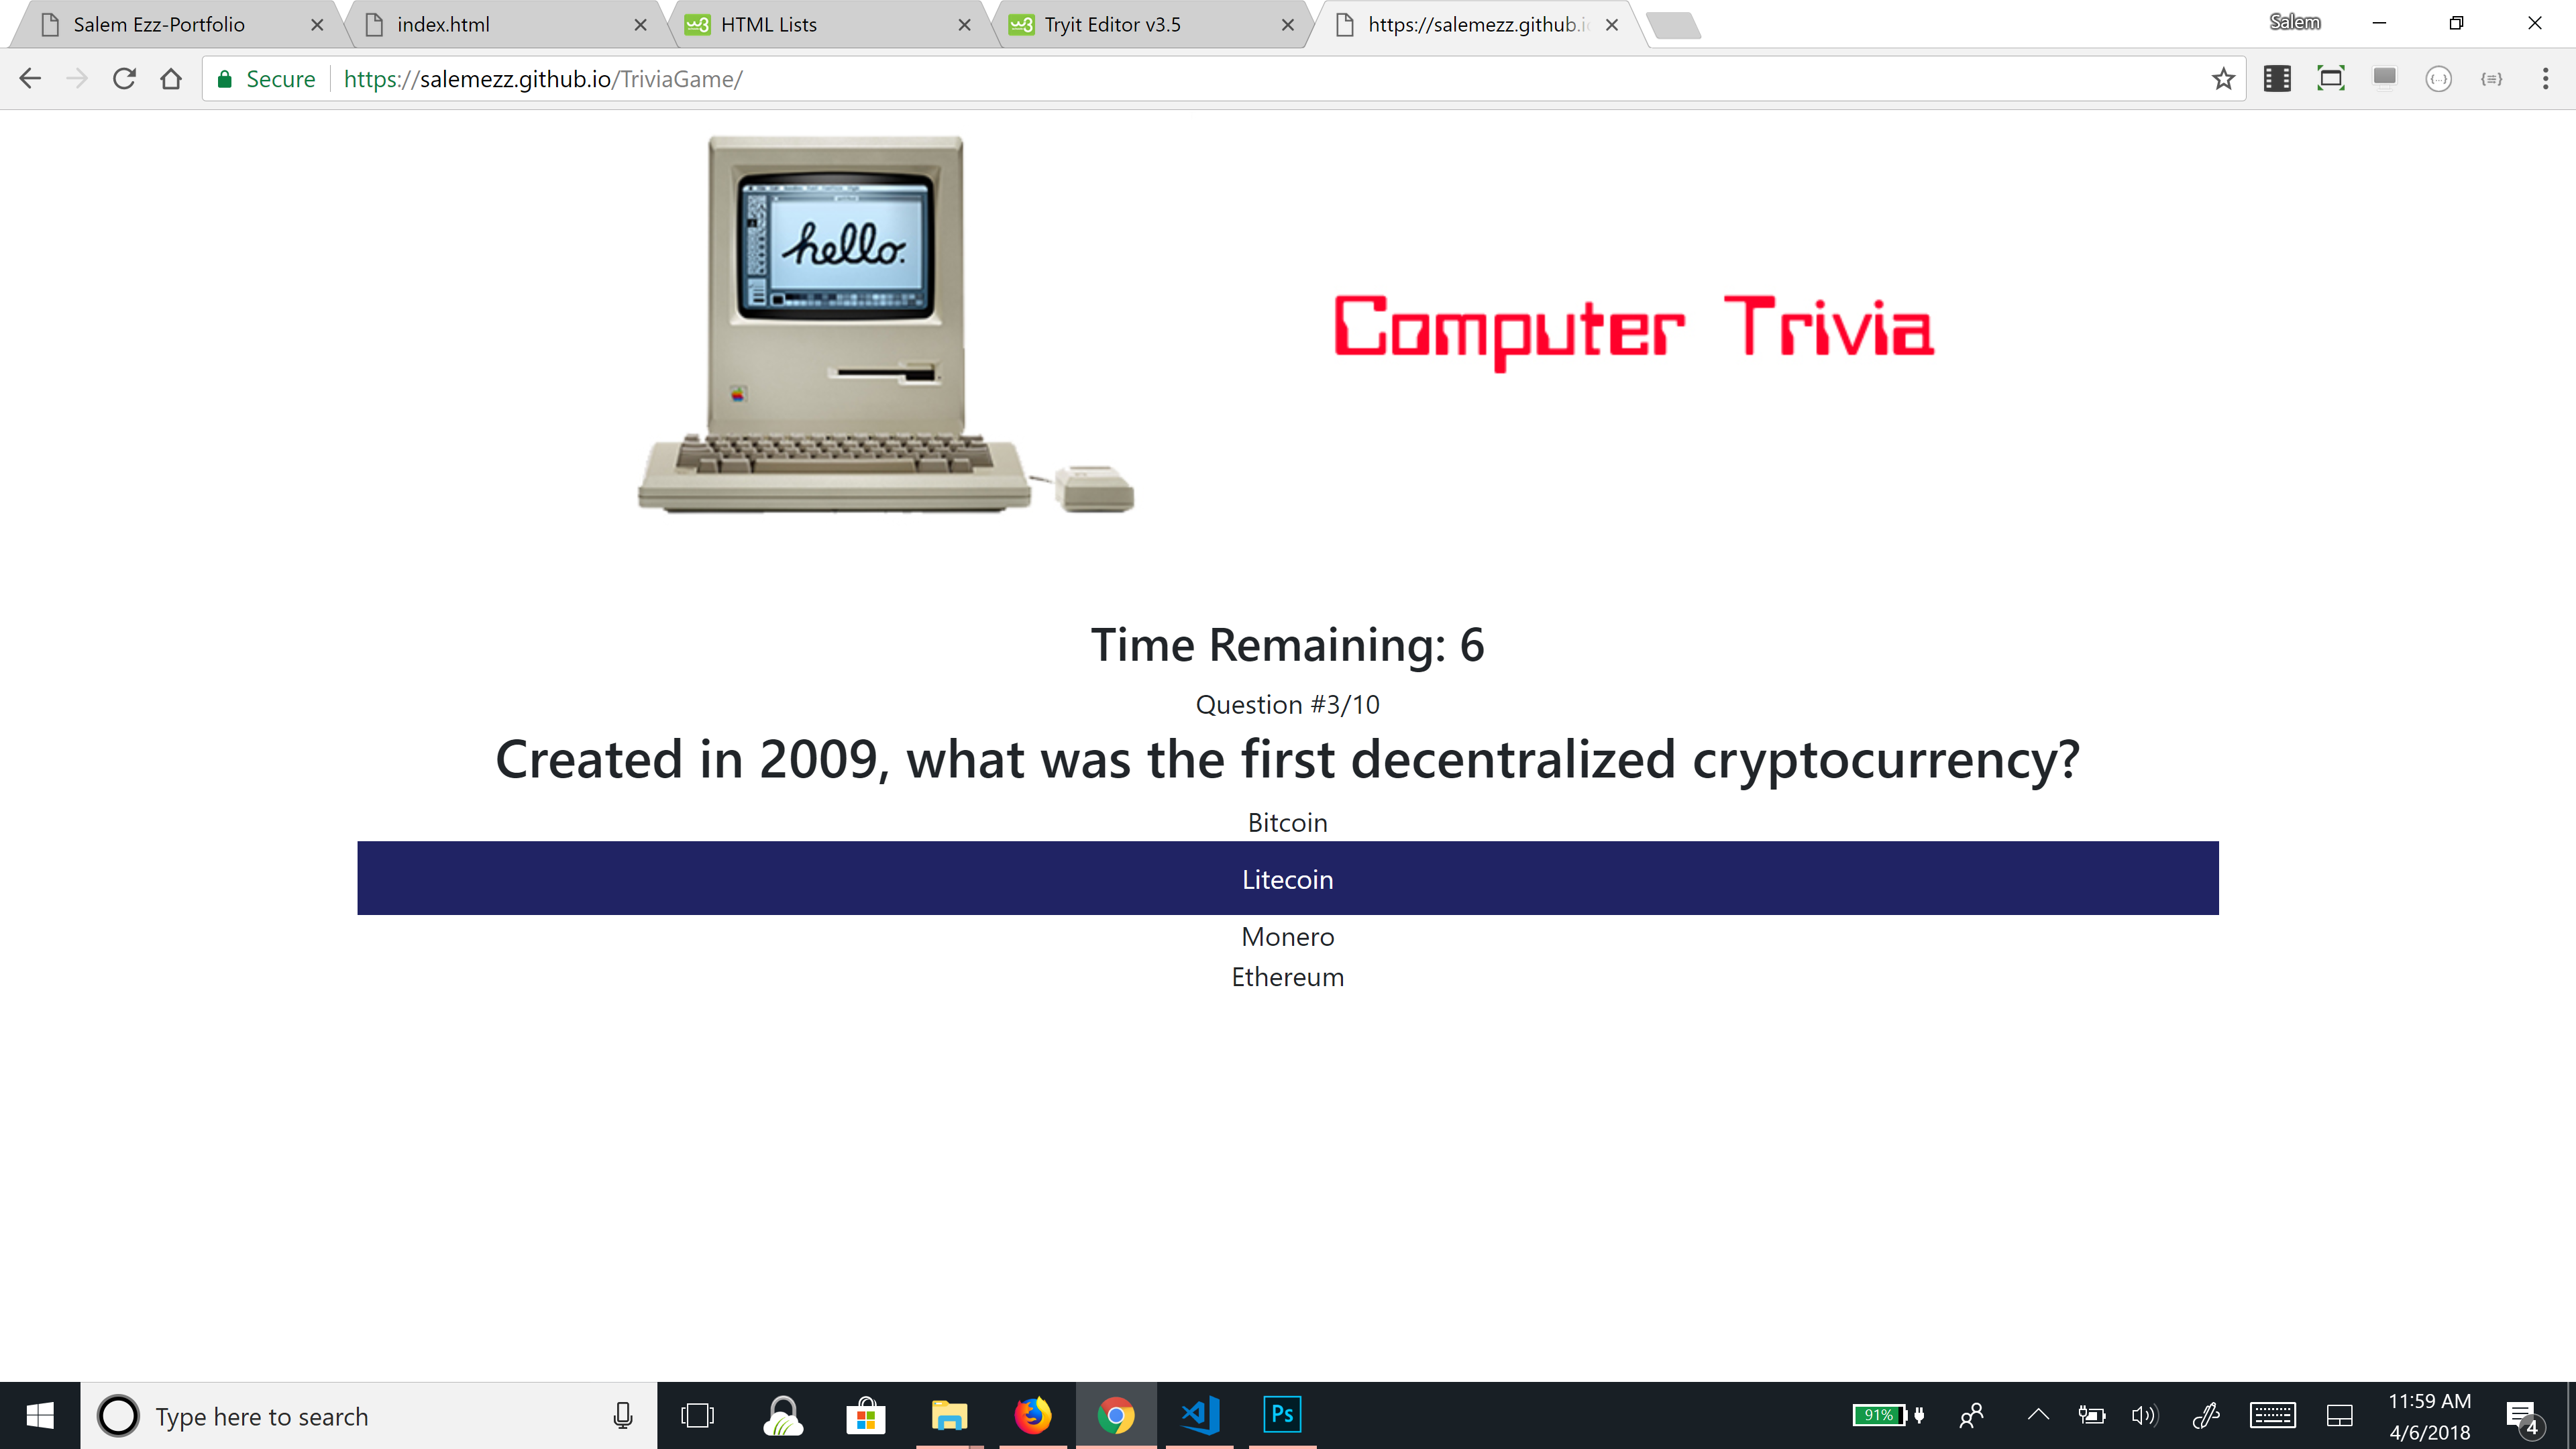 Salem Ezz-Portfolio
index.html
HTML Lists
Tryit Editor v3.5
https://salemezz.github.i
Salem
Secure
https://salemezz.github.io/TriviaGame/
hello.
Computer Trivia
Time Remaining: 6
Question #3/10
Created in 2009, what was the first decentralized cryptocurrency?
Bitcoin
Litecoin
Monero
Ethereum
Type here to search
Ps
91%
11:59 AM
4/6/2018
4